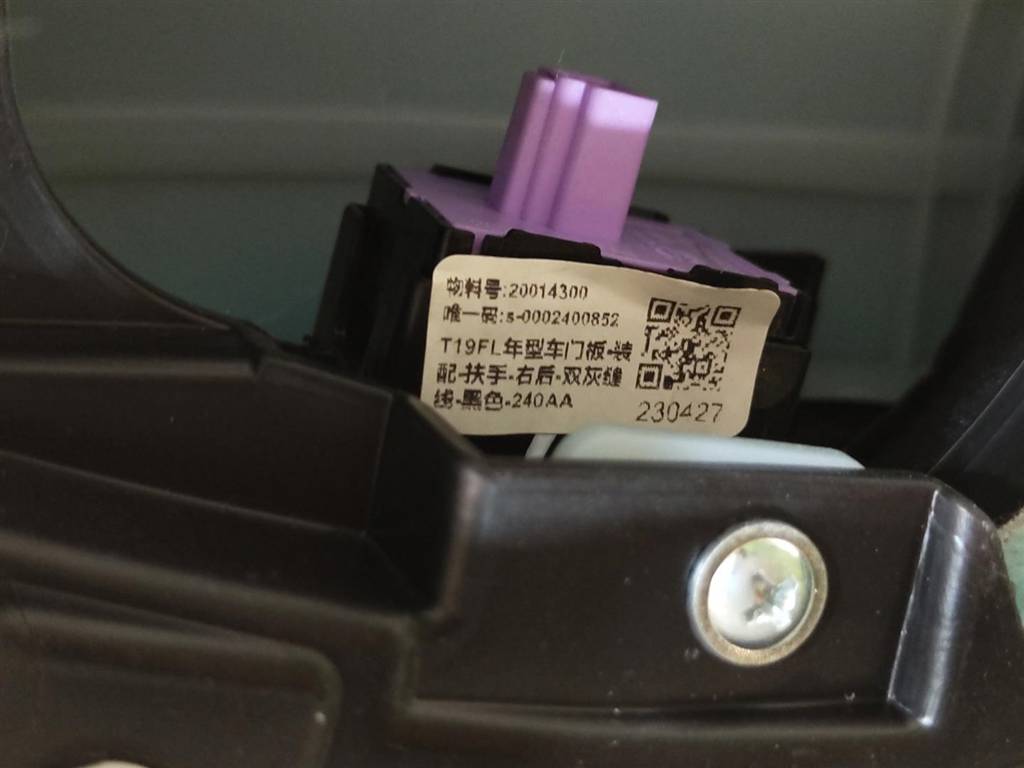 物料号:20014300
唯一码:s-0002400852
T19FL年型车门板-装
配-扶手-右后-双灰缝
线-黑色-240AA
230427